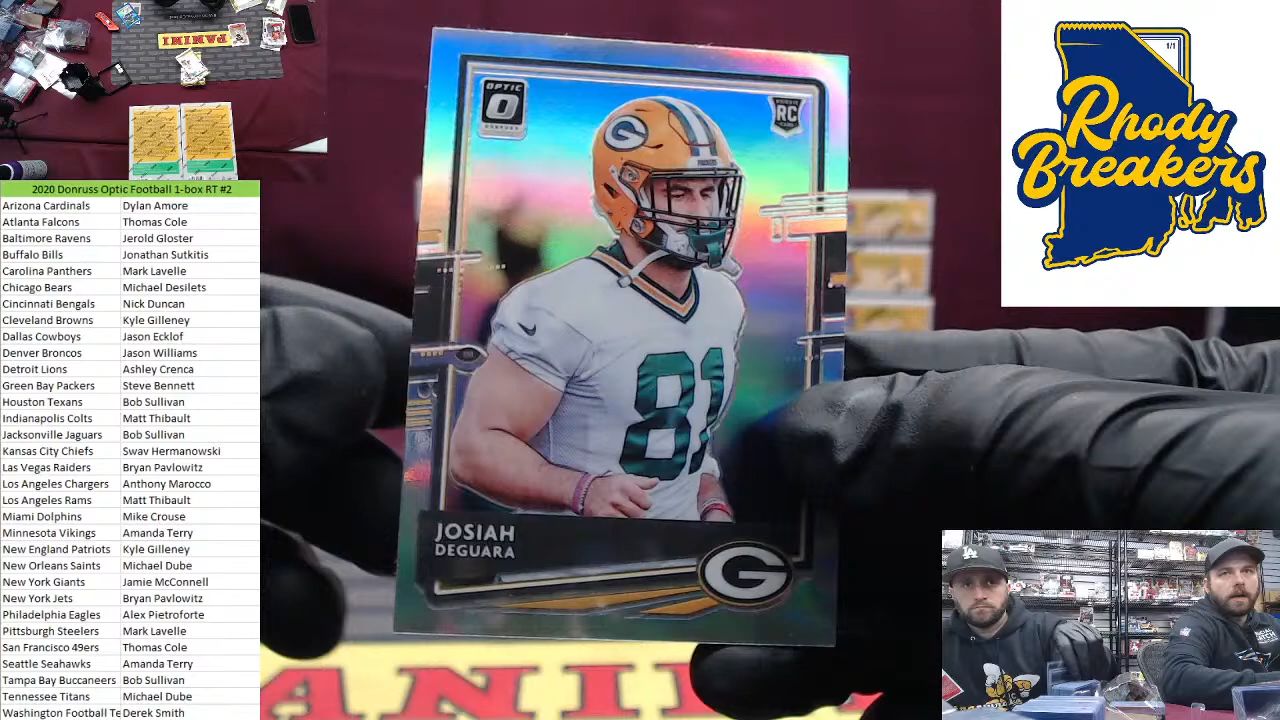 PANINI
2020 Donruss Optic Football 1-box RT #2
Arizona Cardinals Dylan Amore
Atlanta Falcons Thomas Cole
Baltimore Ravens Jerold Gloster
Buffalo Bills Jonathan Sutkitis
Carolina Panthers Mark Lavelle
Chicago Bears Michael Desilets
Cincinnati Bengals Nick Duncan
Cleveland Browns Kyle Gilleney
Dallas Cowboys Jason Ecklof
Denver Broncos Jason Williams
Detroit Lions Ashley Crenca
Green Bay Packers Steve Bennett
Houston Texans Bob Sullivan
Indianapolis Colts Matt Thibault
Jacksonville Jaguars Bob Sullivan
Kansas City Chiefs Swav Hermanowski
Las Vegas Raiders Bryan Pavlowitz
Los Angeles Chargers Anthony Marocco
Los Angeles Rams Matt Thibault
Miami Dolphins Mike Crouse
Minnesota Vikings Amanda Terry
New England Patriots Kyle Gilleney
New Orleans Saints Michael Dube
New York Giants Jamie McConnell
New York Jets Bryan Pavlowitz
Philadelphia Eagles Alex Pietroforte
Pittsburgh Steelers Mark Lavelle
San Francisco 49ers Thomas Cole
Seattle Seahawks Amanda Terry
Tampa Bay Buccaneers Bob Sullivan
Tennessee Titans Michael Dube
Washington Football Te Derek Smith
OPTIC
O
DONRUSS
RC
G
PACKERS
81
JOSIAH
DEGUARA
G
ANINI
1/1
Rhody
Breakers
LA